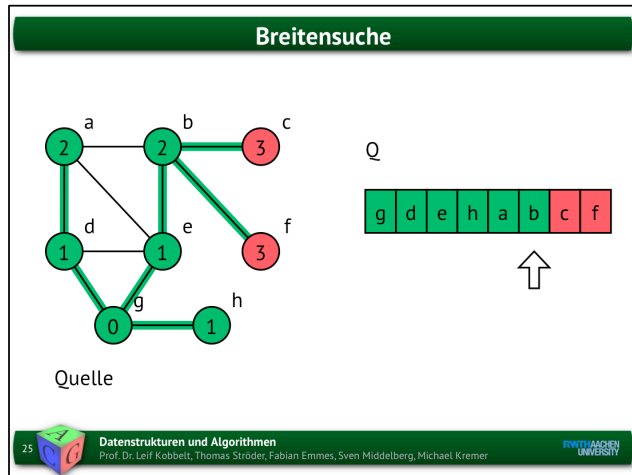 Breitensuche
a b c
2 2 3
Q
g d e h a b c f
d e f
1 1 3
g h
0 1
Quelle
25
A
C G
Datenstrukturen und Algorithmen
Prof. Dr. Leif Kobbelt, Thomas Ströder, Fabian Emmes, Sven Middelberg, Michael Kremer
RWTHAACHEN
UNIVERSITY